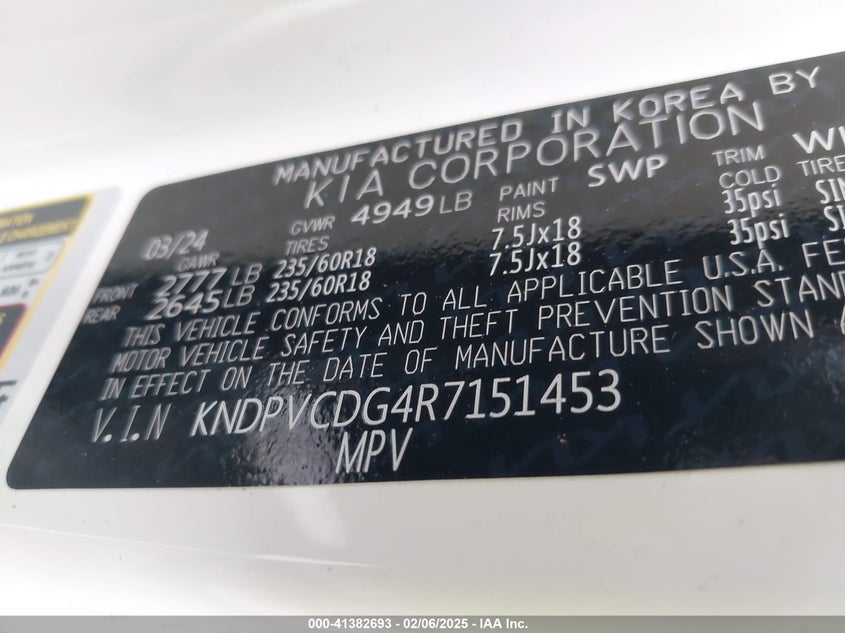 MANUFACTURED IN KOREA BY
KIA CORPORATION
03/24 GVWR 4949LB PAINT SWP TRIM
GAWR TIRES RIMS COLD TIRE
FRONT 2777LB 235/60R18 7.5Jx18 35psi
REAR 2645LB 235/60R18 7.5Jx18 35psi
THIS VEHICLE CONFORMS TO ALL APPLICABLE U.S.A.
MOTOR VEHICLE SAFETY AND THEFT PREVENTION
IN EFFECT ON THE DATE OF MANUFACTURE SHOWN
V.I.N KNDPVCDG4R7151453
MPV
000-41382693 - 02/06/2025 - IAA Inc.